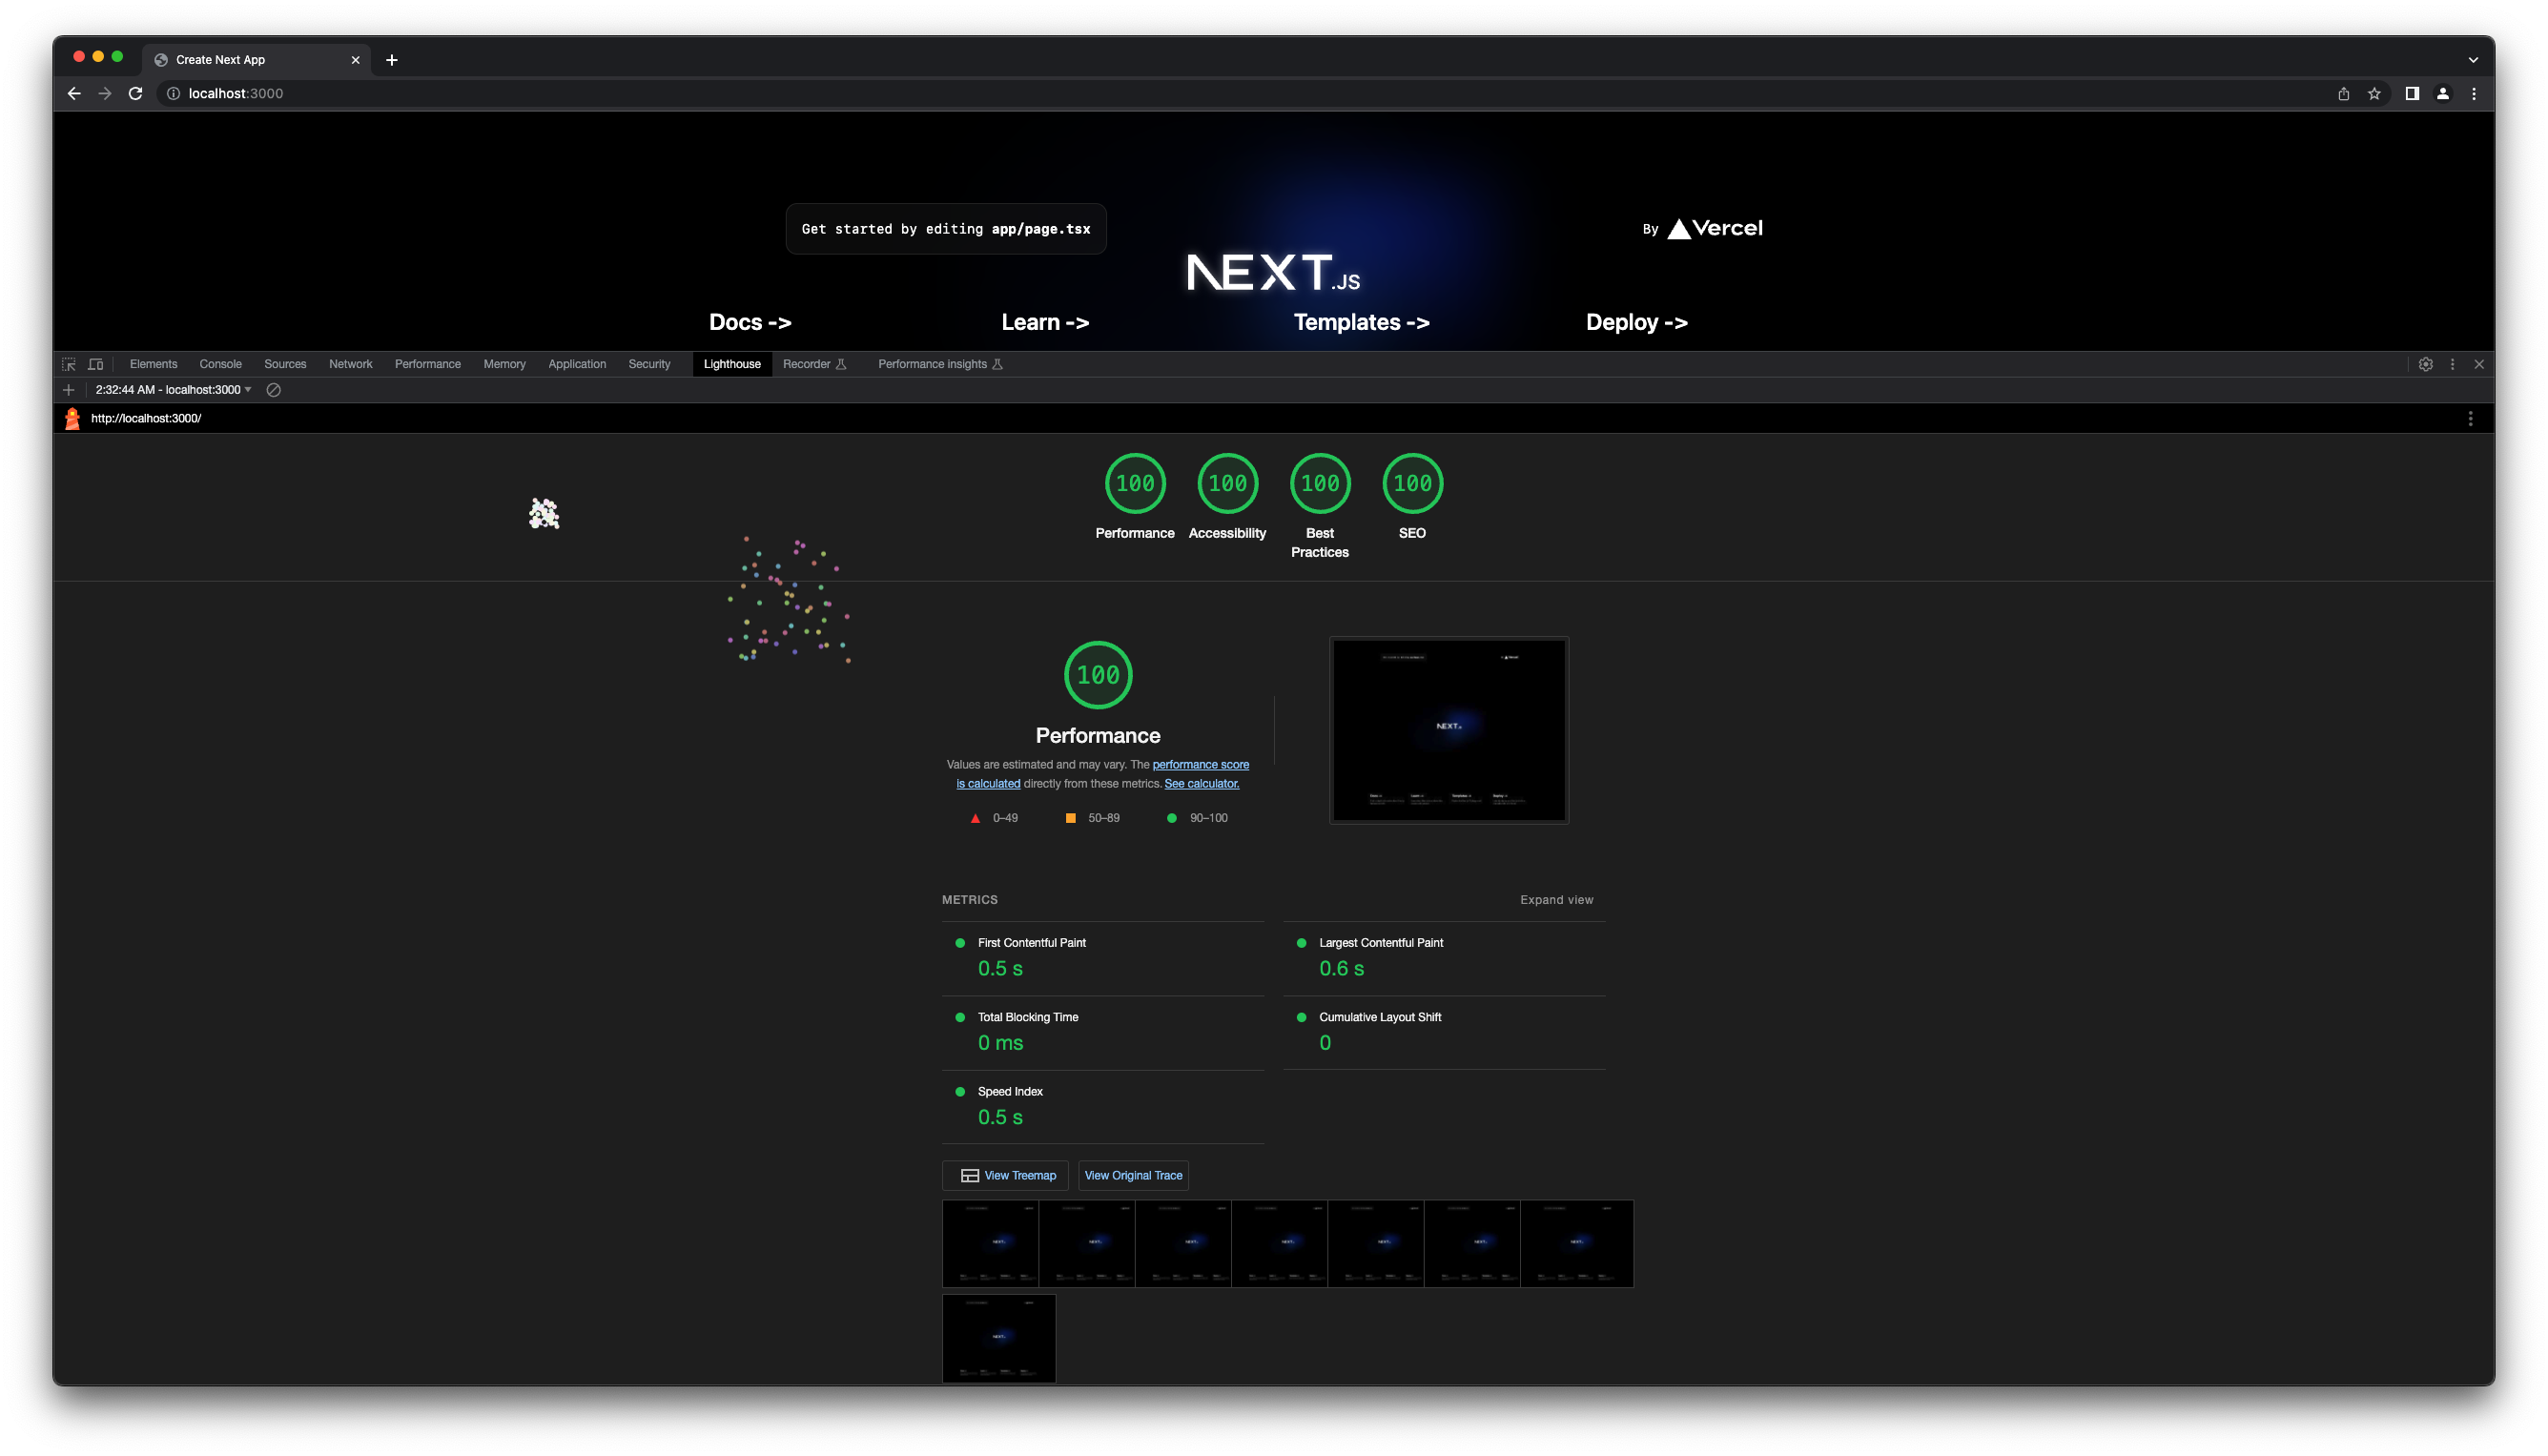 Create Next App
localhost:3000
Get started by editing app/page.tsx
By Vercel
NEXT.JS
Docs ->
Learn ->
Templates ->
Deploy ->
Elements
Console
Sources
Network
Performance
Memory
Application
Security
Lighthouse
Recorder
Performance insights
2:32:44 AM - localhost:3000
http://localhost:3000/
100
100
100
100
Performance
Accessibility
Best
Practices
SEO
100
NEXT.JS
Performance
Values are estimated and may vary. The performance score
is calculated directly from these metrics. See calculator.
0–49
50–89
90–100
METRICS
Expand view
First Contentful Paint
0.5 s
Largest Contentful Paint
0.6 s
Total Blocking Time
0 ms
Cumulative Layout Shift
0
Speed Index
0.5 s
View Treemap
View Original Trace